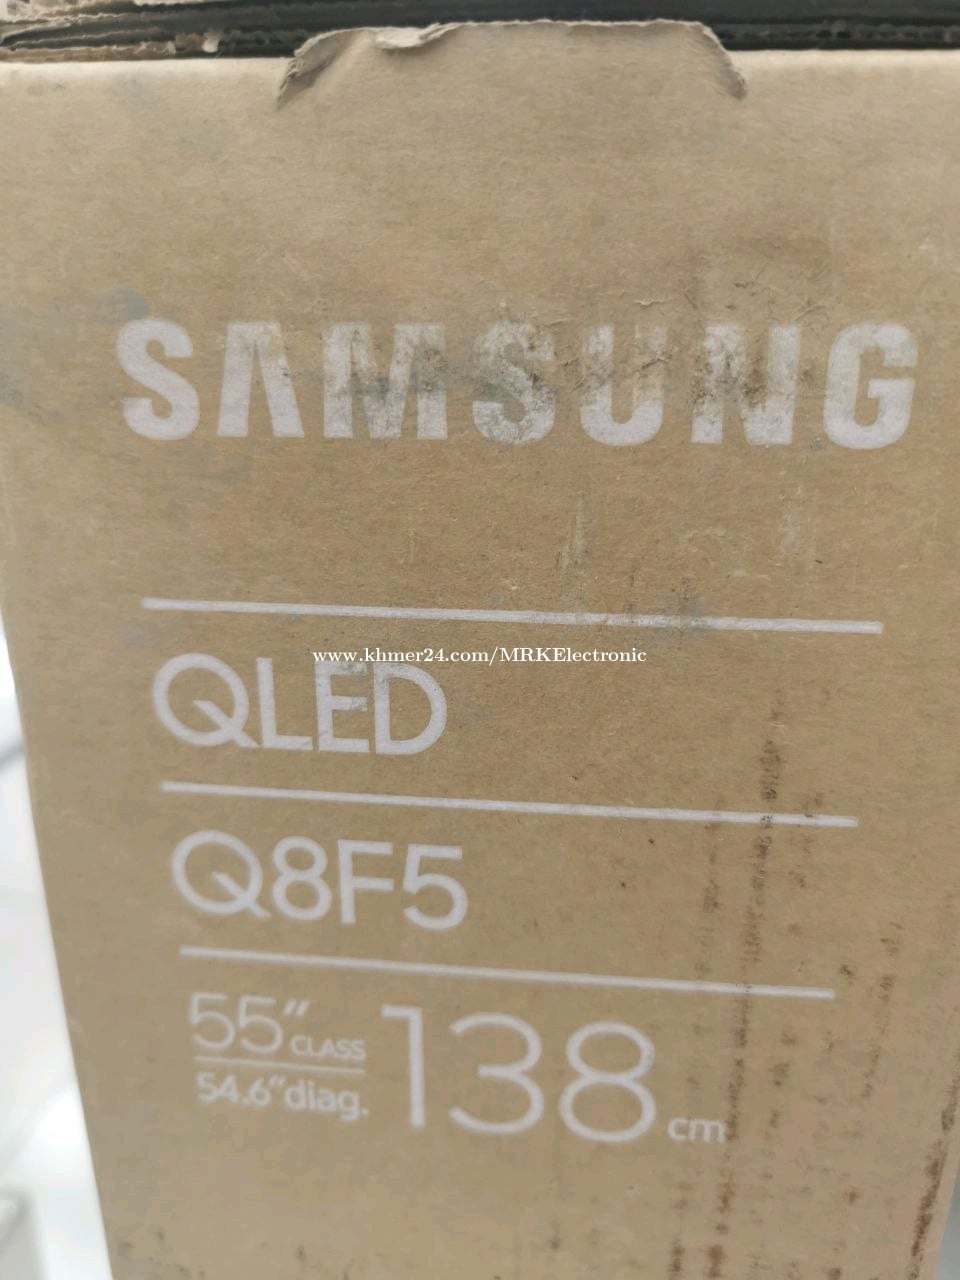 SAMSUNG
www.khmer24.com/MRKElectronic
QLED
Q8F5
55" CLASS
54.6" diag.
138 cm